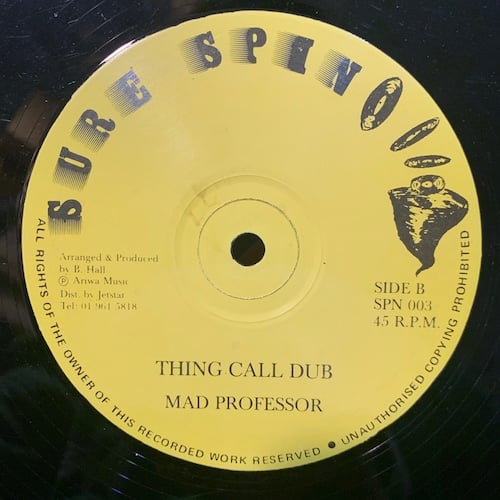 SURE SPIN
Arranged & Produced
by B. Hall
Ⓟ Ariwa Music
Dist. by Jetstar
Tel: 01-961 5818
SIDE B
SPN 003
45 R.P.M.
THING CALL DUB
MAD PROFESSOR
ALL RIGHTS OF THE OWNER OF THIS RECORDED WORK RESERVED ● UNAUTHORISED COPYING PROHIBITED